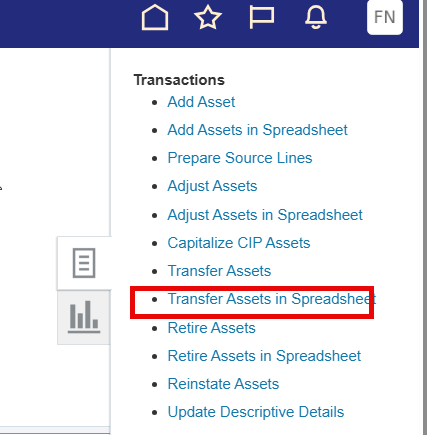 FN
Transactions
Add Asset
Add Assets in Spreadsheet
Prepare Source Lines
Adjust Assets
Adjust Assets in Spreadsheet
Capitalize CIP Assets
Transfer Assets
Transfer Assets in Spreadsheet
Retire Assets
Retire Assets in Spreadsheet
Reinstate Assets
Update Descriptive Details